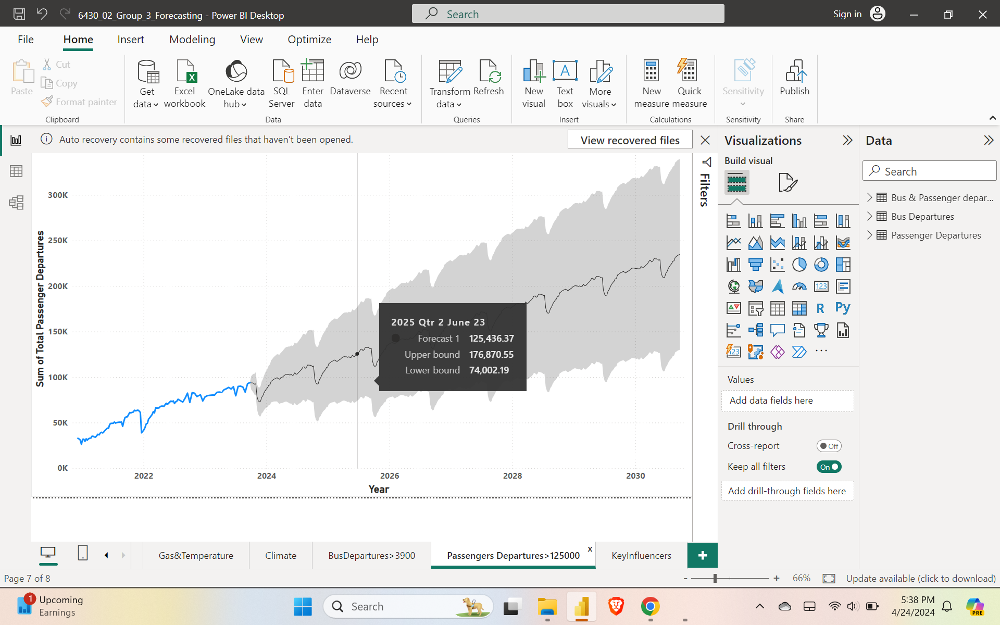 6430_02_Group_3_Forecasting - Power BI Desktop
Search
Sign in
File
Home
Insert
Modeling
View
Optimize
Help
Paste
Cut
Copy
Format painter
Clipboard
Get data
Excel workbook
OneLake data hub
SQL Server
Enter data
Dataverse
Recent sources
Data
Transform data
Refresh
Queries
New visual
Text box
More visuals
Insert
New measure
Quick measure
Calculations
Sensitivity
Sensitivity
Publish
Share
Auto recovery contains some recovered files that haven't been opened.
View recovered files
Sum of Total Passenger Departures
300K
250K
200K
150K
100K
50K
0K
2022
2024
2026
2028
2030
Year
2025 Qtr 2 June 23
Forecast 1 125,436.37
Upper bound 176,870.55
Lower bound 74,002.19
Filters
Visualizations
Build visual
123
R
Py
123
Values
Add data fields here
Drill through
Cross-report
Off
Keep all filters
On
Add drill-through fields here
Data
Search
Bus & Passenger depar...
Bus Departures
Passenger Departures
Gas&Temperature
Climate
BusDepartures>3900
Passengers Departures>125000
x
KeyInfluencers
+
Page 7 of 8
- + 66%
Update available (click to download)
1
Upcoming
Earnings
Search
5:38 PM
4/24/2024
PRE